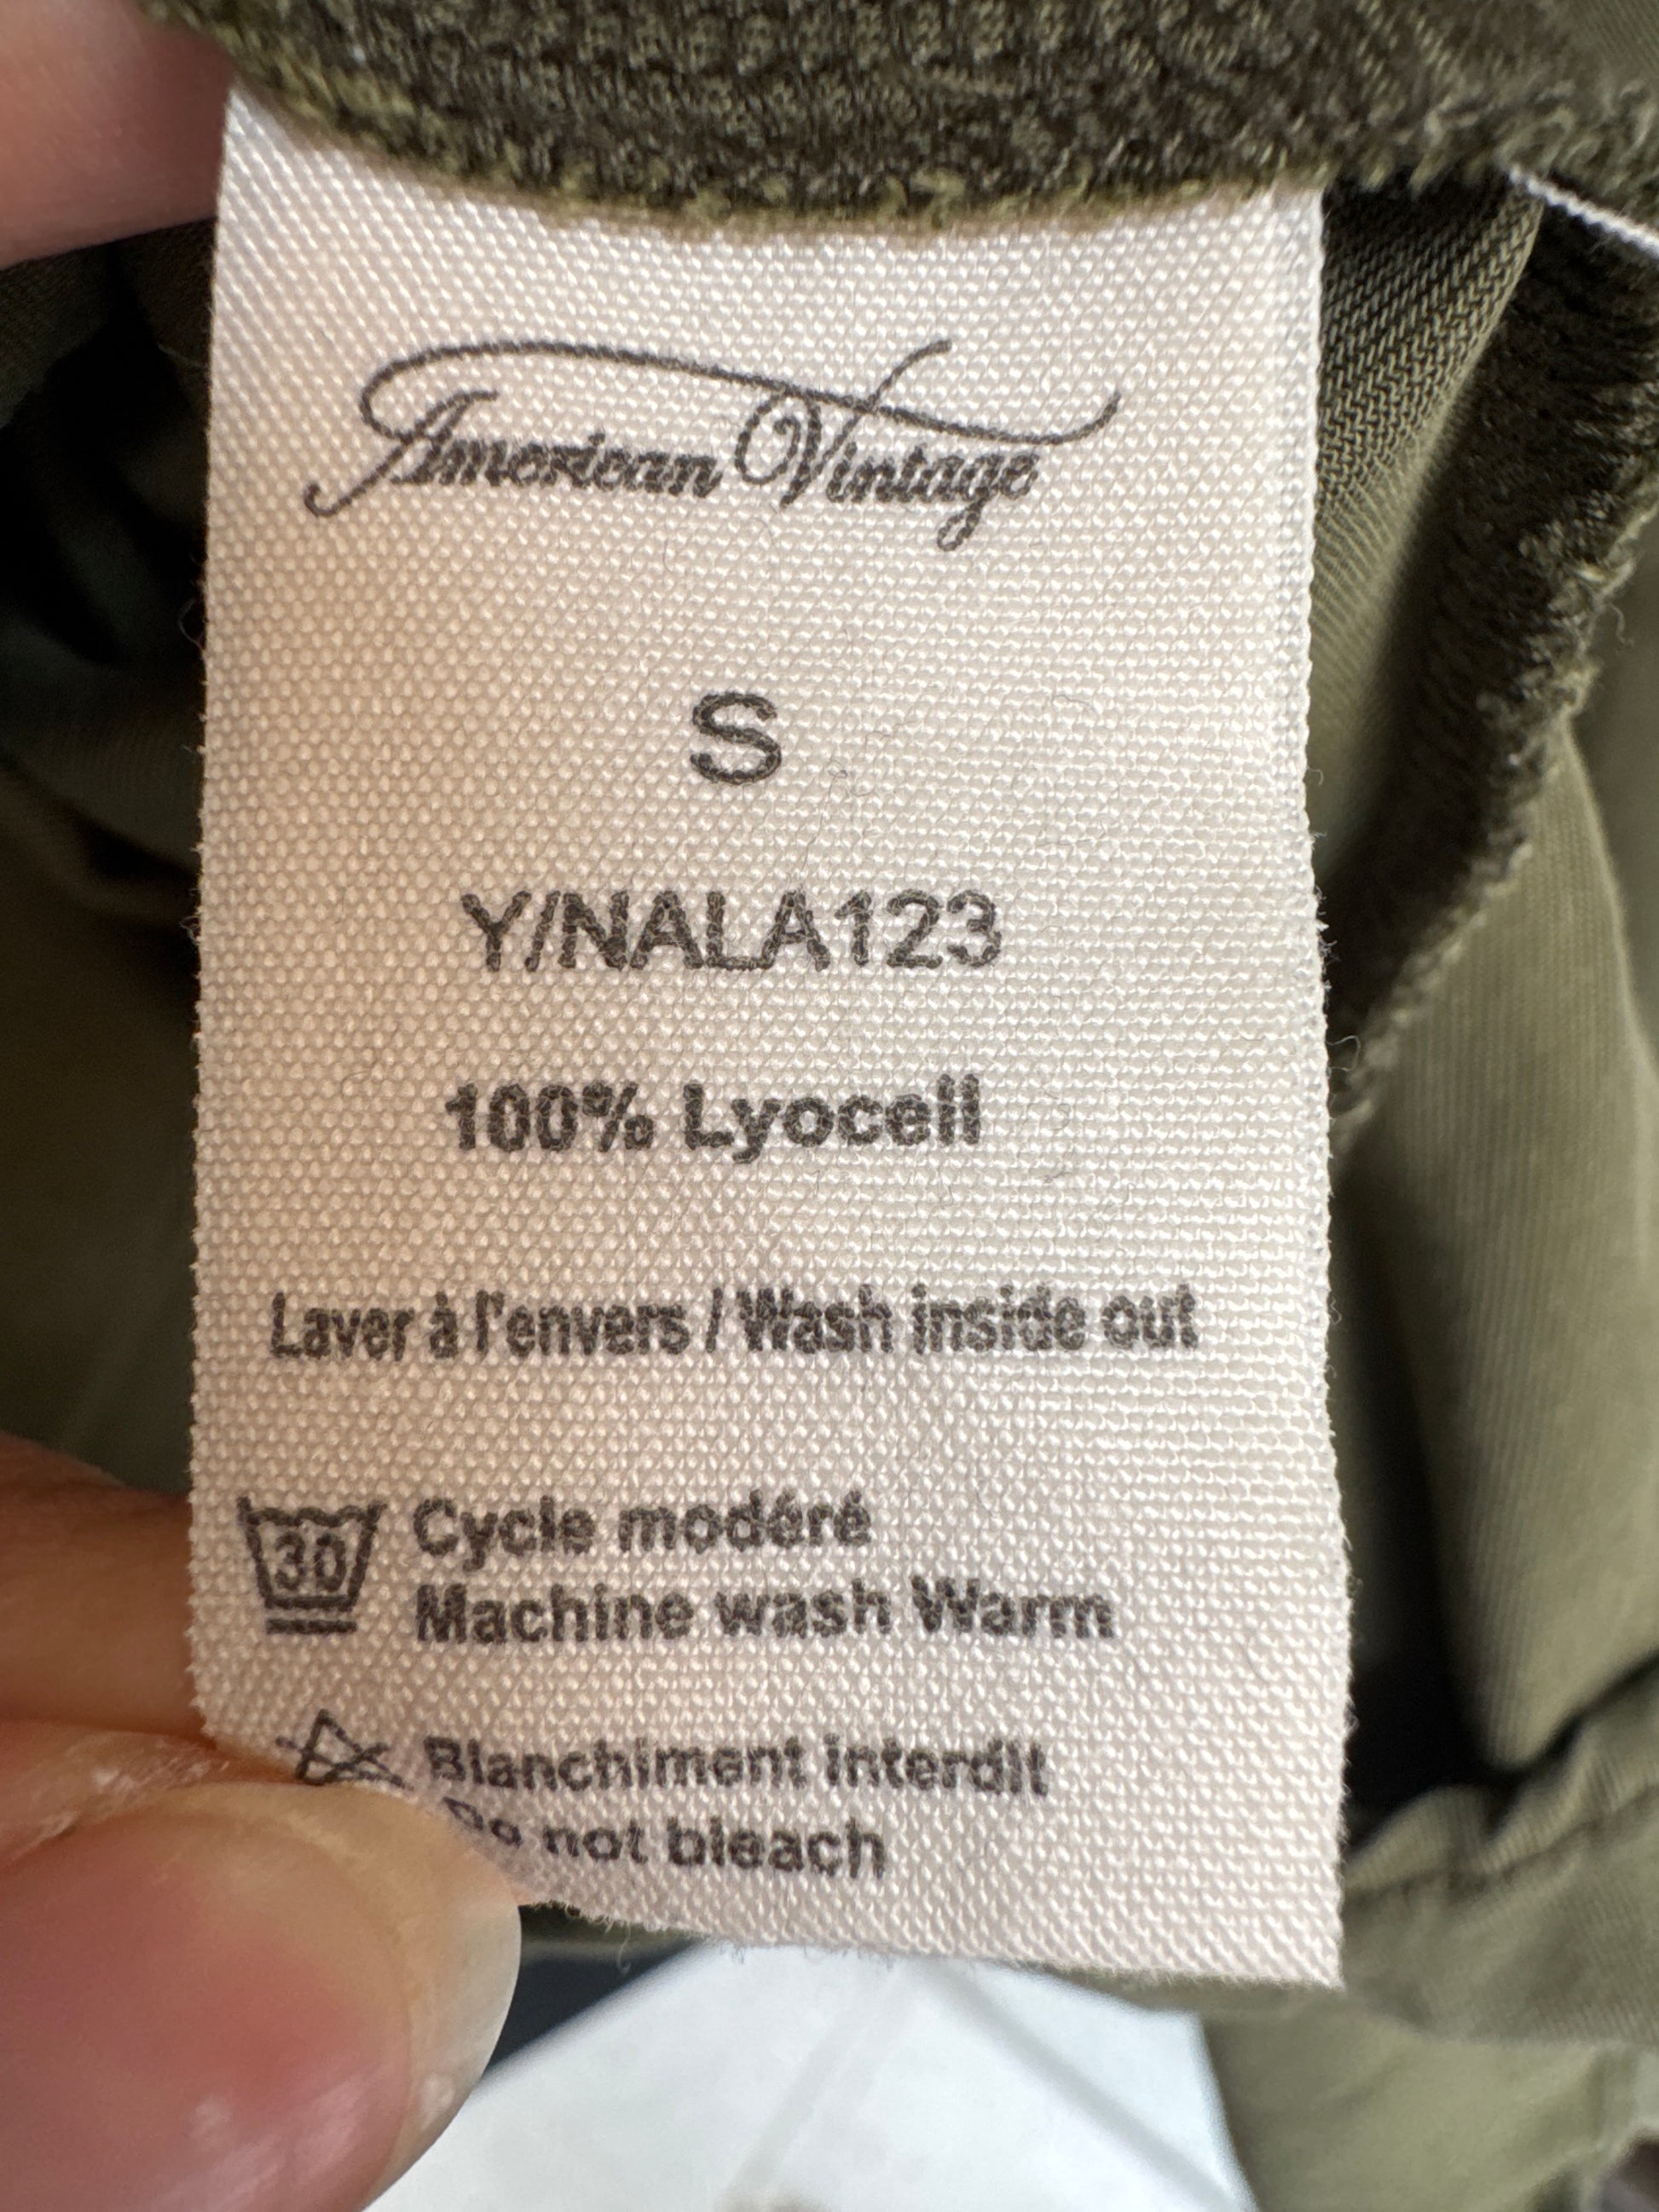 American Vintage
S
Y/NALA123
100% Lyocell
Laver à l'envers / Wash inside out
30
Cycle modéré
Machine wash Warm
Blanchiment interdit
Do not bleach